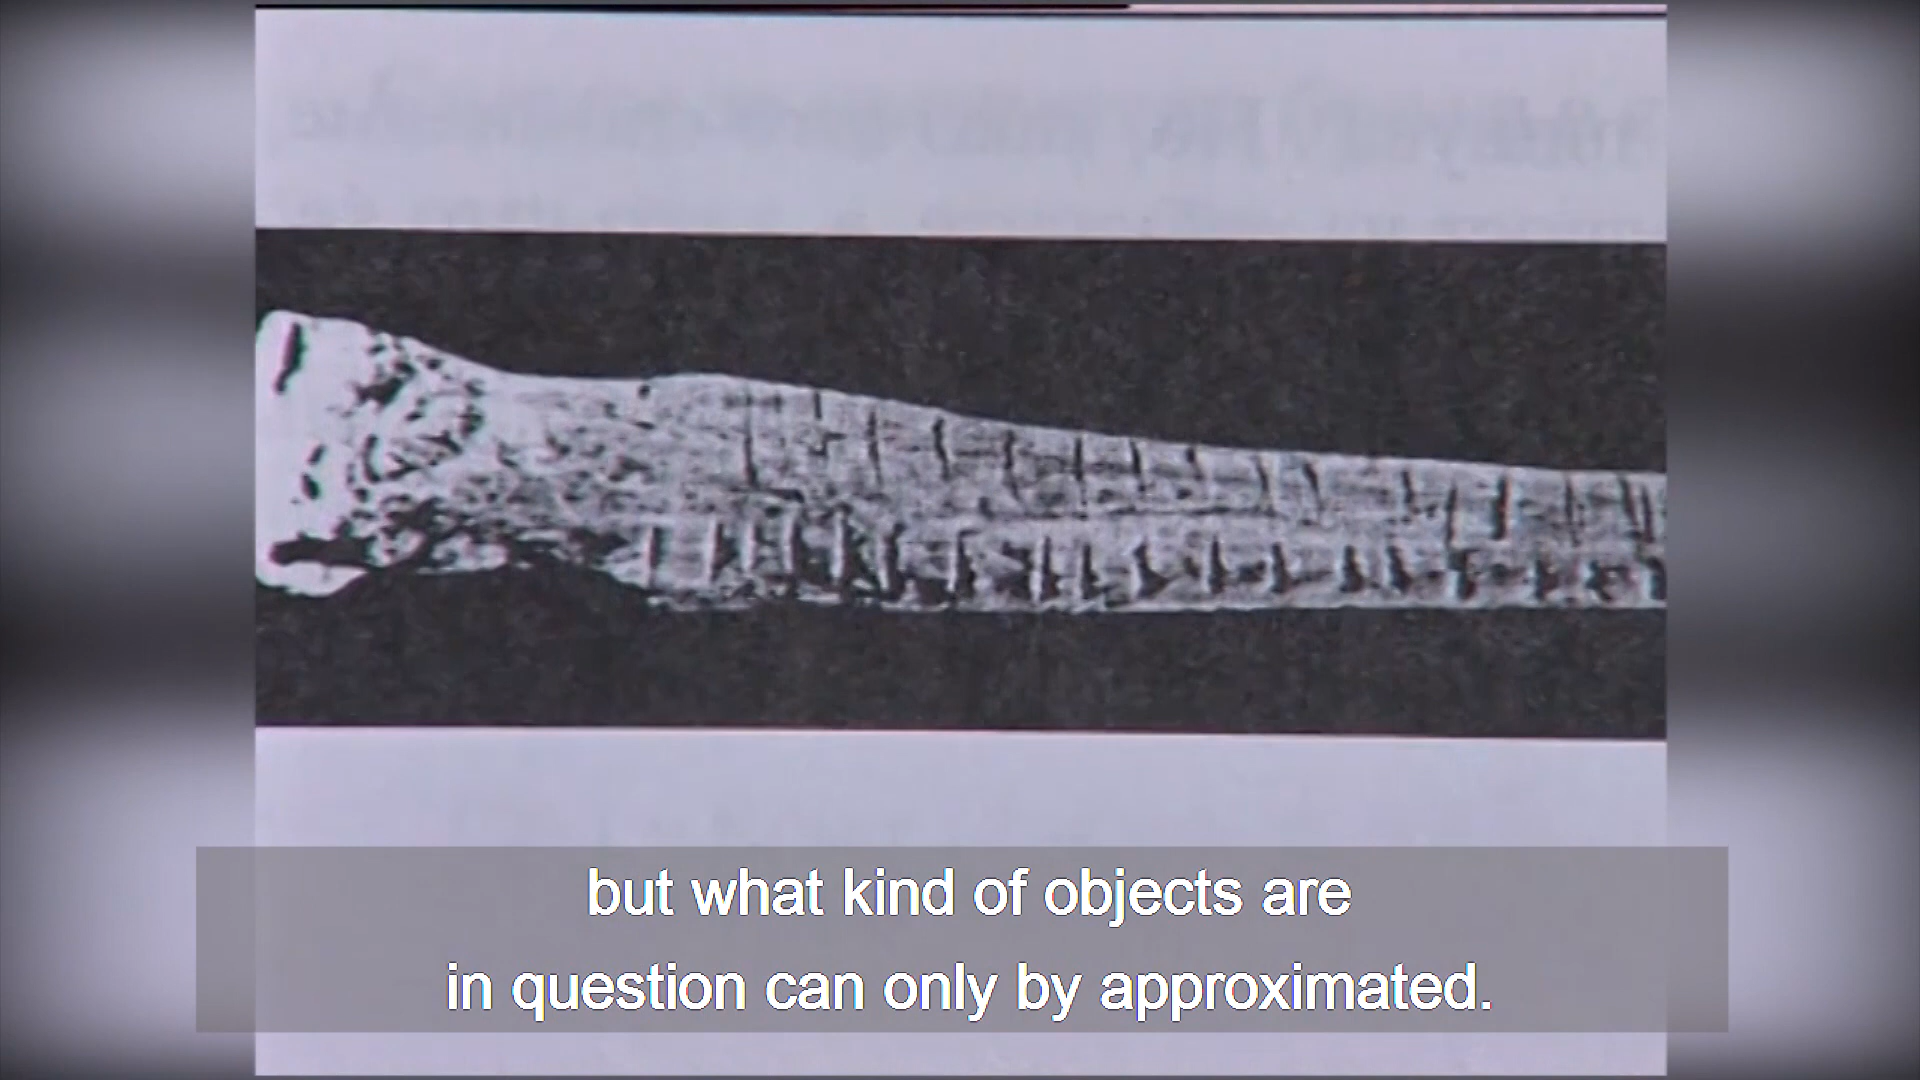 but what kind of objects are
in question can only by approximated.